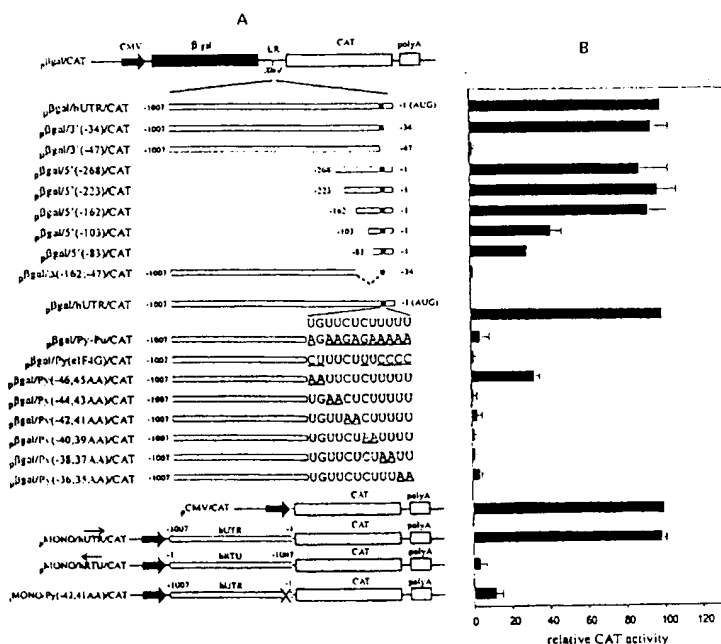 A
B
CMV β gal LR CAT polyA
pβgal/CAT
pβgal/hUTR/CAT -1007 -1 (AUG)
pβgal/3'(-34)/CAT -1007 -34
pβgal/3'(-47)/CAT -1007 -47
pβgal/5'(-268)/CAT -268 -1
pβgal/5'(-223)/CAT -223 -1
pβgal/5'(-162)/CAT -162 -1
pβgal/5'(-103)/CAT -103 -1
pβgal/5'(-83)/CAT -83 -1
-1007 -34
pβgal/hUTR/CAT -1007 -1 (AUG)
UGUUCUCUUUUU
pβgal/Py-Pu/CAT -1007 AGAAGAGAAAAA
pβgal/Py(eIF4G)/CAT -1007 CUUUCUUUCCCC
pβgal/Py(-46,45AA)/CAT -1007 AAUUCUCUUUUU
pβgal/Py(-44,43AA)/CAT -1007 UGAACUCUUUUU
pβgal/Py(-42,41AA)/CAT -1007 UGUUAACUUUUU
pβgal/Py(-40,39AA)/CAT -1007
pβgal/Py(-38,37AA)/CAT -1007 UGUUCUCUAAUU
pβgal/Py(-36,35AA)/CAT -1007 UGUUCUCUUUAA
CAT polyA
pCMV/CAT
-1007 hUTR -1 CAT polyA
pMONO/hUTR/CAT
-1 hRTU CAT polyA
pMONO/hRTU/CAT
-1007 hUTR -1 CAT polyA
MONO/Py(-42,41AA)/CAT
0 20 40 60 80 100 120
relative CAT activity